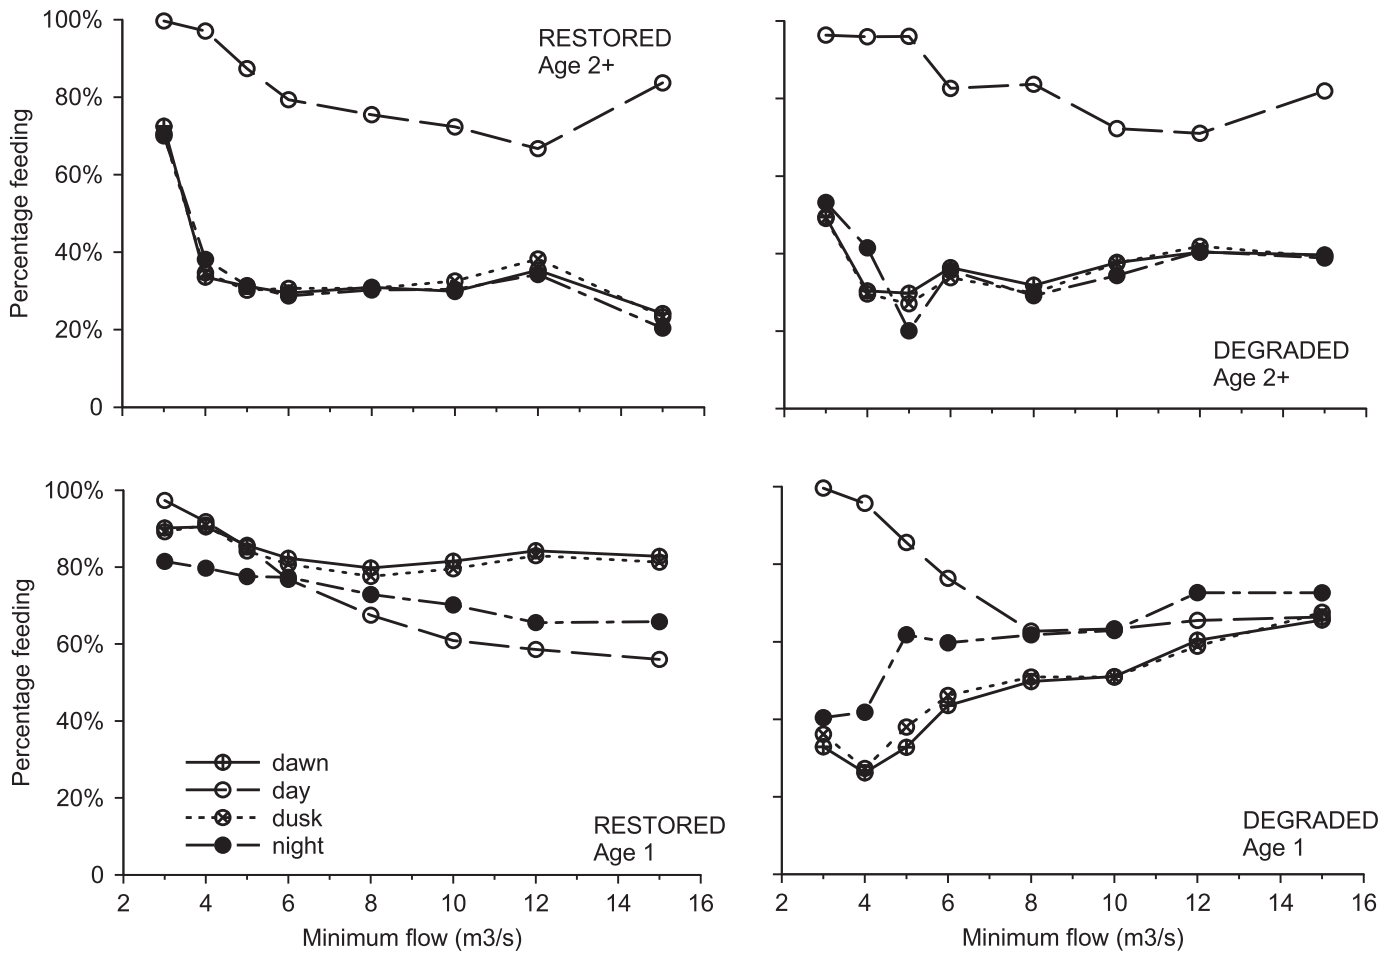 100%
80%
60%
40%
20%
0
Percentage feeding
RESTORED
Age 2+
DEGRADED
Age 2+
100%
80%
60%
40%
20%
0
Percentage feeding
dawn
day
dusk
night
RESTORED
Age 1
2 4 6 8 10 12 14 16
Minimum flow (m3/s)
DEGRADED
Age 1
2 4 6 8 10 12 14 16
Minimum flow (m3/s)